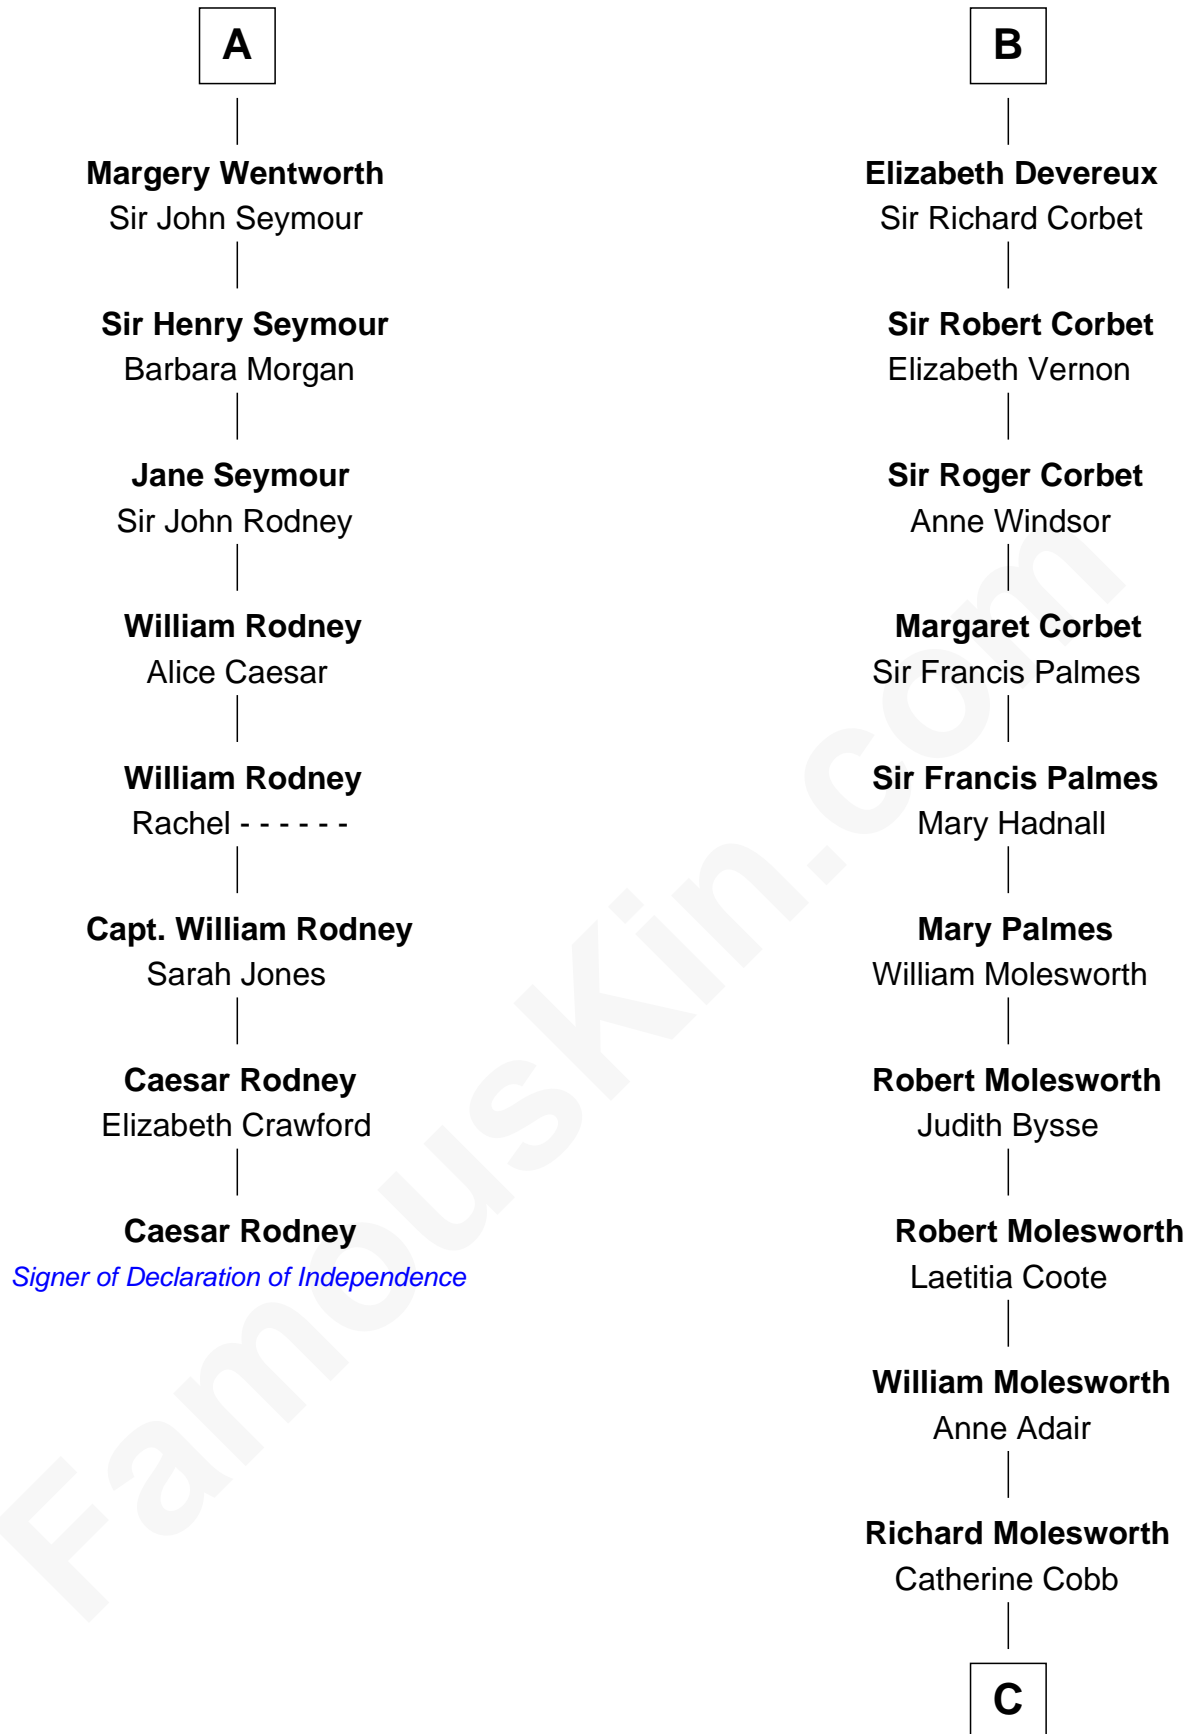 A
Margery Wentworth
Sir John Seymour
Sir Henry Seymour
Barbara Morgan
Jane Seymour
Sir John Rodney
William Rodney
Alice Caesar
William Rodney
Rachel - - - - - -
Capt. William Rodney
Sarah Jones
Caesar Rodney
Elizabeth Crawford
Caesar Rodney
Signer of Declaration of Independence
B
Elizabeth Devereux
Sir Richard Corbet
Sir Robert Corbet
Elizabeth Vernon
Sir Roger Corbet
Anne Windsor
Margaret Corbet
Sir Francis Palmes
Sir Francis Palmes
Mary Hadnall
Mary Palmes
William Molesworth
Robert Molesworth
Judith Bysse
Robert Molesworth
Laetitia Coote
William Molesworth
Anne Adair
Richard Molesworth
Catherine Cobb
C
FamousKin.com